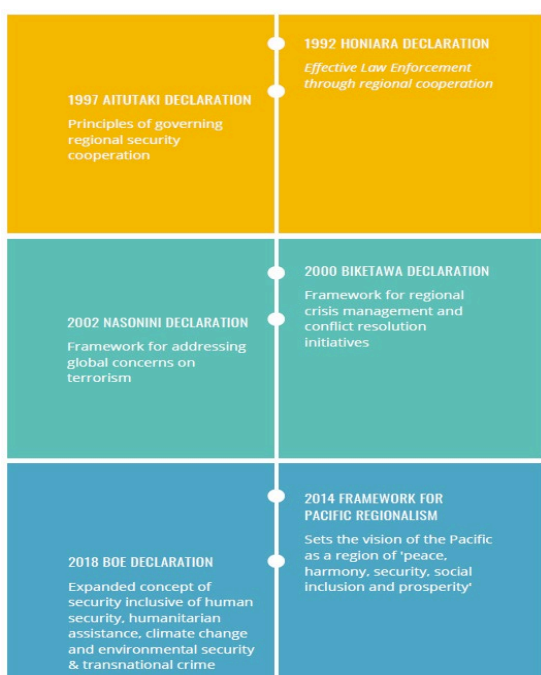 1992 HONIARA DECLARATION
Effective Law Enforcement
through regional cooperation
1997 AITUTAKI DECLARATION
Principles of governing
regional security
cooperation
2000 BIKETAWA DECLARATION
Framework for regional
crisis management and
conflict resolution
initiatives
2002 NASONINI DECLARATION
Framework for addressing
global concerns on
terrorism
2014 FRAMEWORK FOR
PACIFIC REGIONALISM
Sets the vision of the Pacific
as a region of 'peace,
harmony, security, social
inclusion and prosperity'
2018 BOE DECLARATION
Expanded concept of
security inclusive of human
security, humanitarian
assistance, climate change
and environmental security
& transnational crime